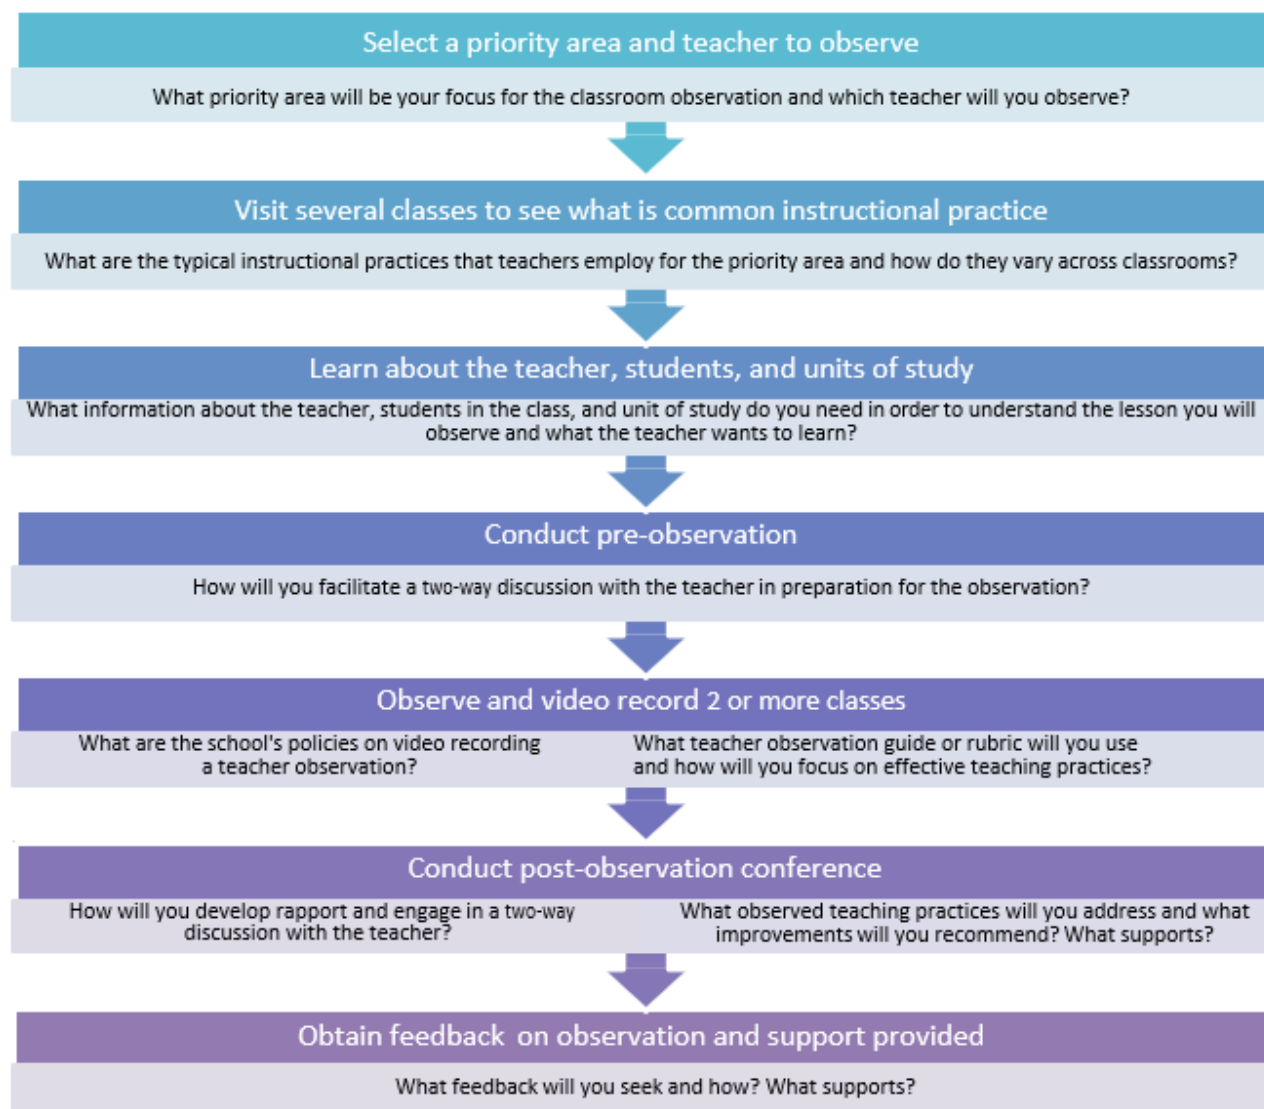 Select a priority area and teacher to observe
What priority area will be your focus for the classroom observation and which teacher will you observe?
Visit several classes to see what is common instructional practice
What are the typical instructional practices that teachers employ for the priority area and how do they vary across classrooms?
Learn about the teacher, students, and units of study
What information about the teacher, students in the class, and unit of study do you need in order to understand the lesson you will
observe and what the teacher wants to learn?
Conduct pre-observation
How will you facilitate a two-way discussion with the teacher in preparation for the observation?
Observe and video record 2 or more classes
What are the school's policies on video recording
a teacher observation?
What teacher observation guide or rubric will you use
and how will you focus on effective teaching practices?
Conduct post-observation conference
How will you develop rapport and engage in a two-way
discussion with the teacher?
What observed teaching practices will you address and what
improvements will you recommend? What supports?
Obtain feedback on observation and support provided
What feedback will you seek and how? What supports?